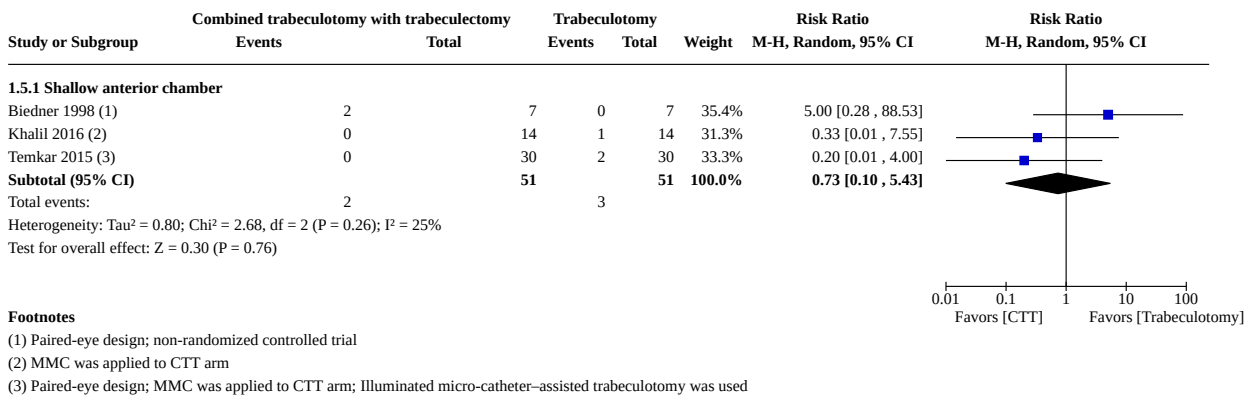 Combined trabeculotomy with trabeculectomy Trabeculotomy Risk Ratio Risk Ratio
Study or Subgroup Events Total Events Total Weight M-H, Random, 95% CI M-H, Random, 95% CI
1.5.1 Shallow anterior chamber
Biedner 1998 (1) 2 7 0 7 35.4% 5.00 [0.28 , 88.53]
Khalil 2016 (2) 0 14 1 14 31.3% 0.33 [0.01 , 7.55]
Temkar 2015 (3) 0 30 2 30 33.3% 0.20 [0.01 , 4.00]
Subtotal (95% CI) 51 51 100.0% 0.73 [0.10 , 5.43]
Total events: 2 3
Heterogeneity: Tau² = 0.80; Chi² = 2.68, df = 2 (P = 0.26); I² = 25%
Test for overall effect: Z = 0.30 (P = 0.76)
0.01 0.1 1 10 100
Favors [CTT] Favors [Trabeculotomy]
Footnotes
(1) Paired-eye design; non-randomized controlled trial
(2) MMC was applied to CTT arm
(3) Paired-eye design; MMC was applied to CTT arm; Illuminated micro-catheter–assisted trabeculotomy was used